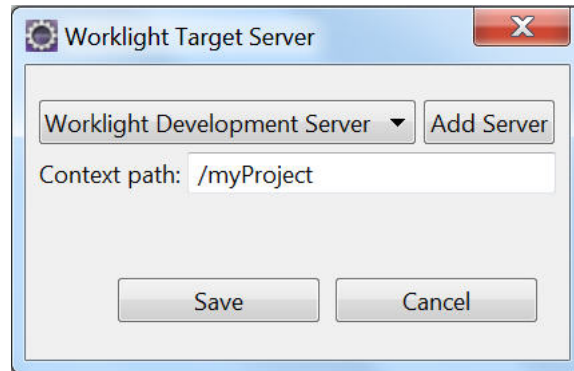 Worklight Target Server
Worklight Development Server Add Server
Context path: /myProject
Save Cancel